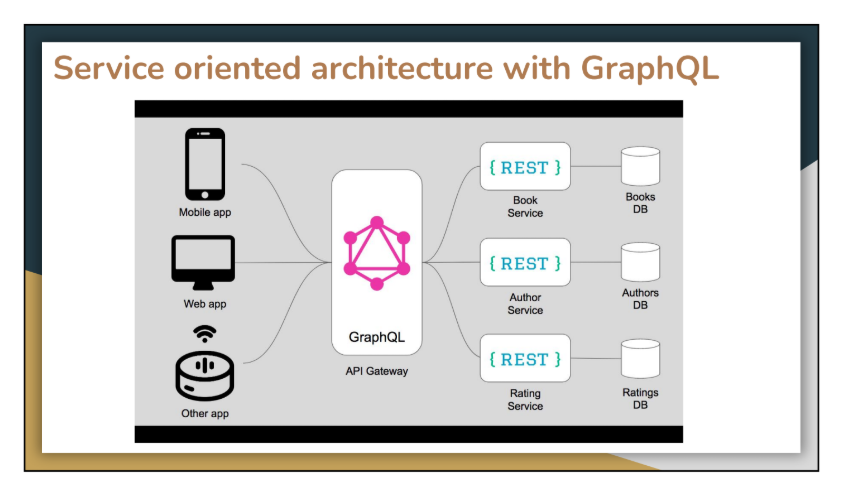 Service oriented architecture with GraphQL
Mobile app
Web app
Other app
GraphQL
API Gateway
{ REST }
Book
Service
Books
DB
{ REST }
Author
Service
Authors
DB
{ REST }
Rating
Service
Ratings
DB